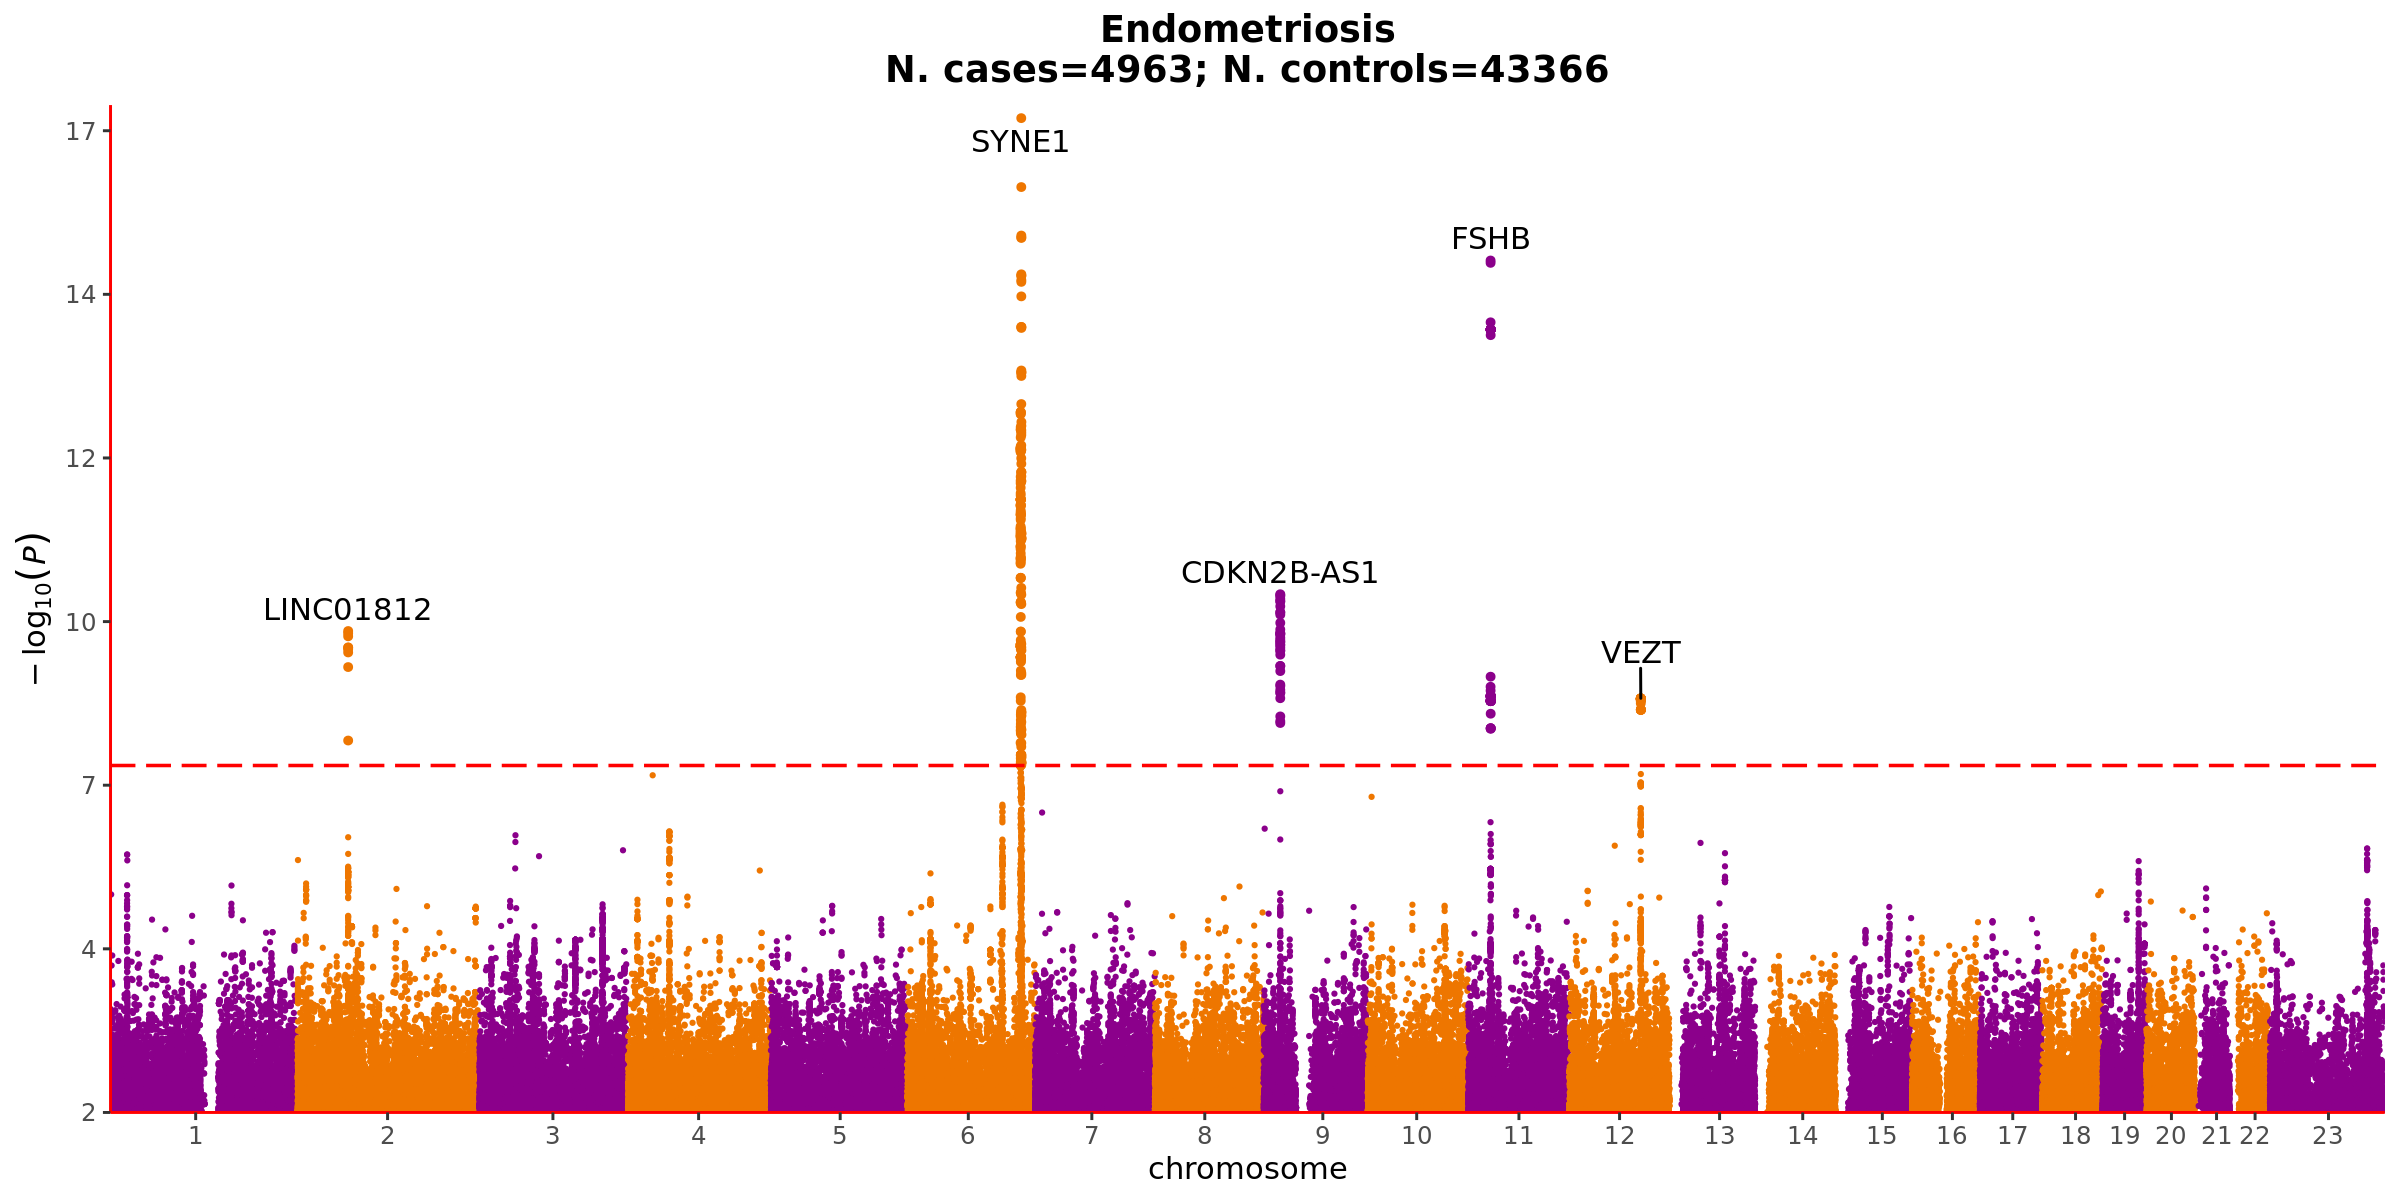 Endometriosis
N. cases=4963; N. controls=43366
17
14
12
10
7
4
2
−log10(P)
SYNE1
FSHB
CDKN2B-AS1
LINC01812
VEZT
1 2 3 4 5 6 7 8 9 10 11 12 13 14 15 16 17 18 19 20 21 22 23
chromosome